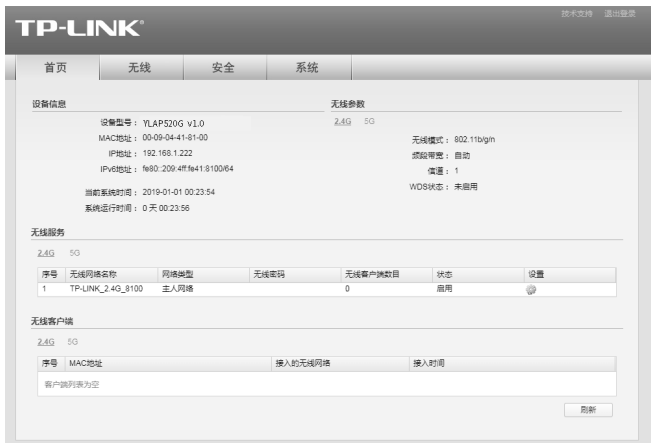 技术支持 退出登录
TP-LINK®
首页 无线 安全 系统
设备信息
设备型号： YLAP520G v1.0
MAC地址： 00-09-04-41-81-00
IP地址： 192.168.1.222
IPv6地址： fe80::209:4ff:fe41:8100/64
当前系统时间： 2019-01-01 00:23:54
系统运行时间： 0 天 00:23:56
无线参数
2.4G 5G
无线模式： 802.11b/g/n
频段带宽： 自动
信道： 1
WDS状态： 未启用
无线服务
2.4G 5G
序号 无线网络名称 网络类型 无线密码 无线客户端数目 状态 设置
1 TP-LINK_2.4G_8100 主人网络 0 启用
无线客户端
2.4G 5G
序号 MAC地址 接入的无线网络 接入时间
客户端列表为空
刷新